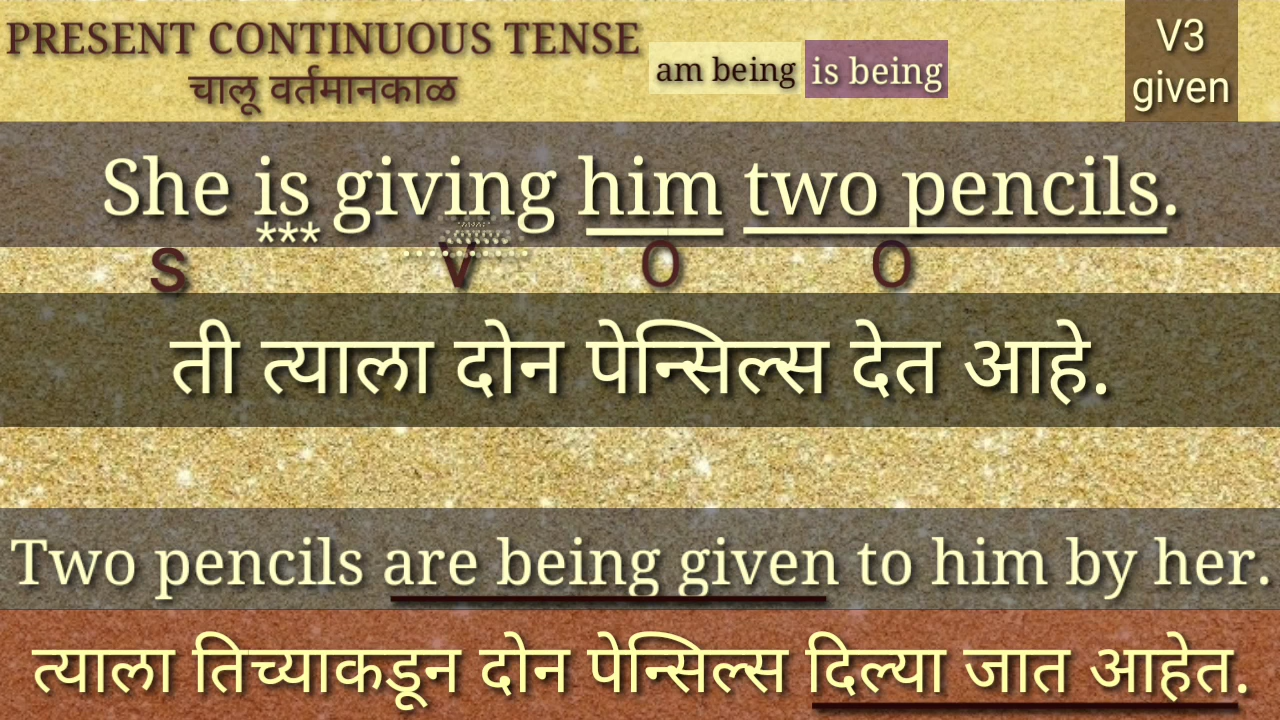 PRESENT CONTINUOUS TENSE
चालू वर्तमानकाळ
am being is being
V3
given
She is giving him two pencils.
***
S V O O
ती त्याला दोन पेन्सिल्स देत आहे.
Two pencils are being given to him by her.
त्याला तिच्याकडून दोन पेन्सिल्स दिल्या जात आहेत.